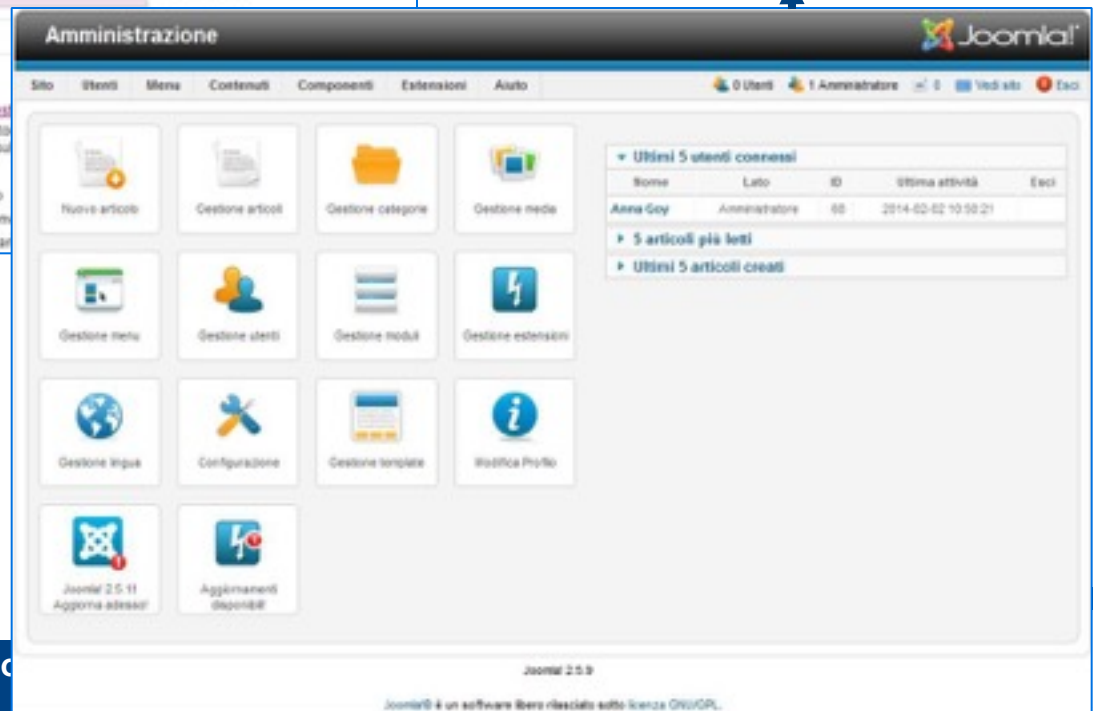 Amministrazione
Joomla!
Sito Utenti Menu Contenuti Componenti Estensioni Aiuto 0 Utenti 1 Amministratore 0 Vedi sito Esci
Nuovo articolo Gestione articoli Gestione categorie Gestione media
Gestione menu Gestione utenti Gestione moduli Gestione estensioni
Gestione lingua Configurazione Gestione template Modifica Profilo
Joomla! 2.5.11 Aggiornamenti
Aggiorna adesso! disponibili!
Ultimi 5 utenti connessi
Nome Lato ID Ultima attività Esci
Anna Goy Amministratore 2014-02-02 10:50:21
5 articoli più letti
Ultimi 5 articoli creati
Joomla! 2.5.9
Joomla!® è un software libero rilasciato sotto licenza GNU/GPL.